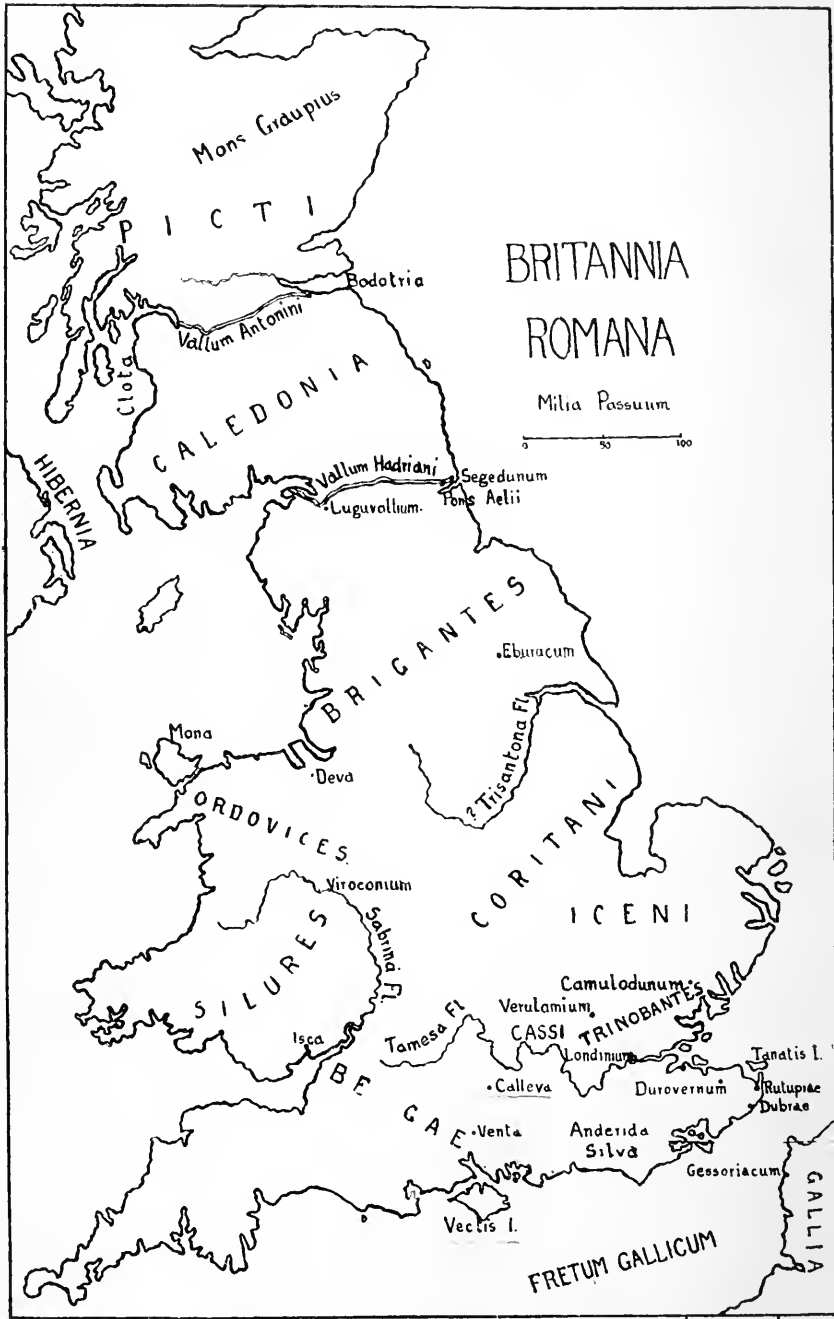 Mons Graupius
PICTI
BRITANNIA
ROMANA
Milia Passuum
0 50 100
Bodotria
Vallum Antonini
Clota
CALEDONIA
HIBERNIA
Vallum Hadriani
Segedunum
Pons Aelii
Luguvallium.
BRIGANTES
Eburacum
Mona
Deva
? Trisantona Fl
ORDOVICES.
CORITANI
Viroconium
ICENI
Sabrina Fl.
SILURES
Camulodunum
Verulamium
TRINOBANTES
Tamesa Fl
CASSI
Isca
Londinium
Tanatis I.
BE GAE
Calleva
Durovernum
Rutupiae
Dubrae
Venta
Anderida
Silva
Gessoriacum
GALLIA
Vectis I.
FRETUM GALLICUM